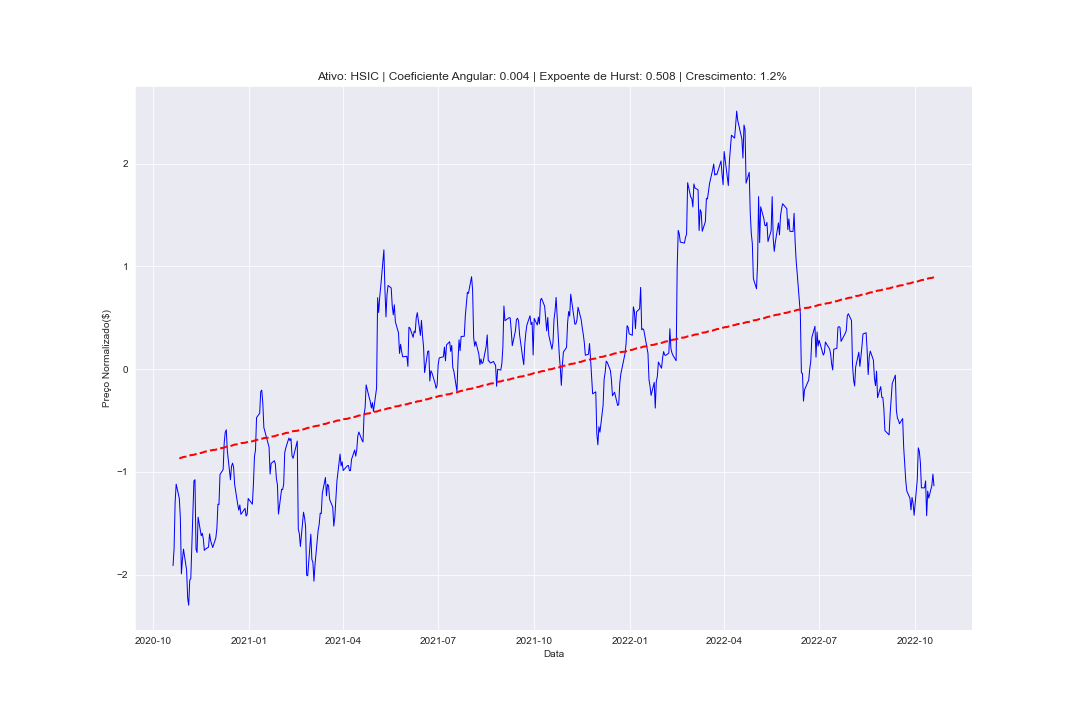 Ativo: HSIC | Coeficiente Angular: 0.004 | Expoente de Hurst: 0.508 | Crescimento: 1.2%
Preço Normalizado($)
2
1
0
−1
−2
2020-10 2021-01 2021-04 2021-07 2021-10 2022-01 2022-04 2022-07 2022-10
Data